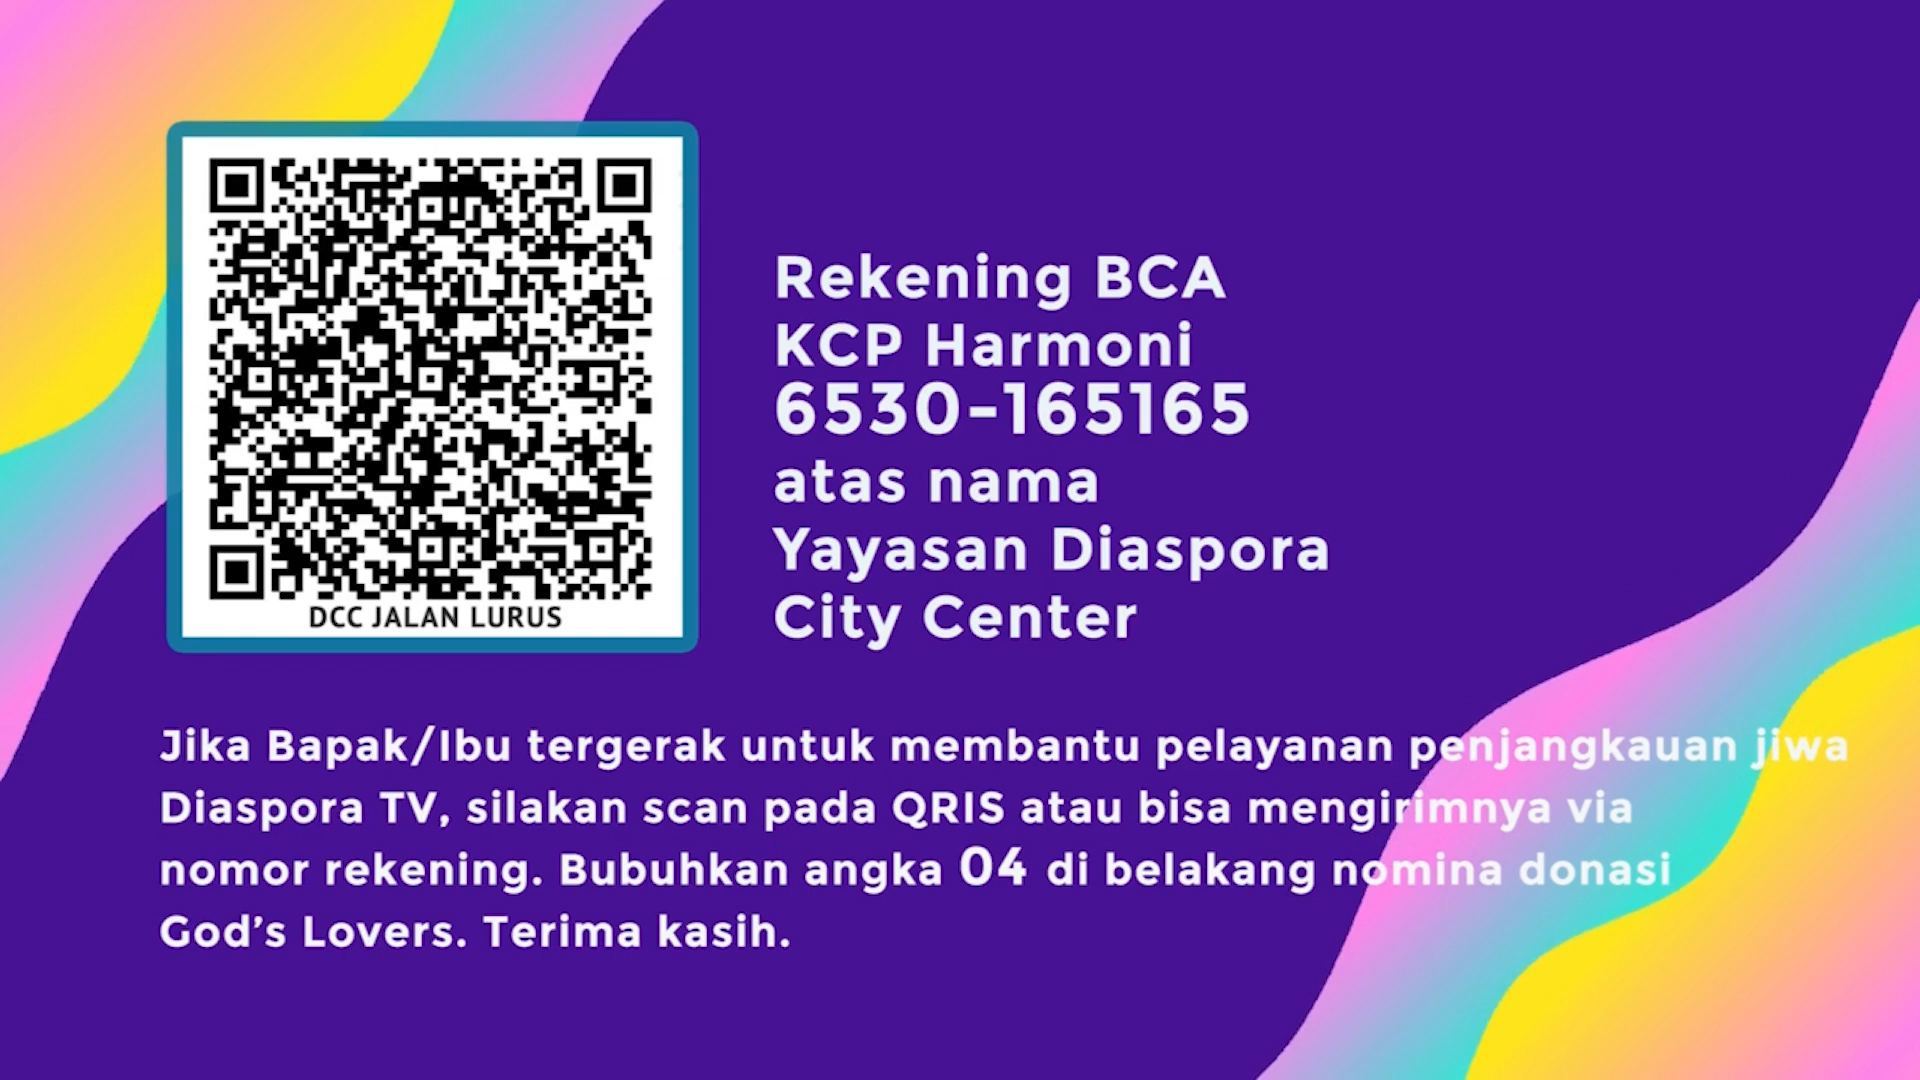 DCC JALAN LURUS
Rekening BCA
KCP Harmoni
6530-165165
atas nama
Yayasan Diaspora
City Center
Jika Bapak/Ibu tergerak untuk membantu pelayanan penjangkauan jiwa
Diaspora TV, silakan scan pada QRIS atau bisa mengirimnya via
nomor rekening. Bubuhkan angka 04 di belakang nomina donasi
God’s Lovers. Terima kasih.